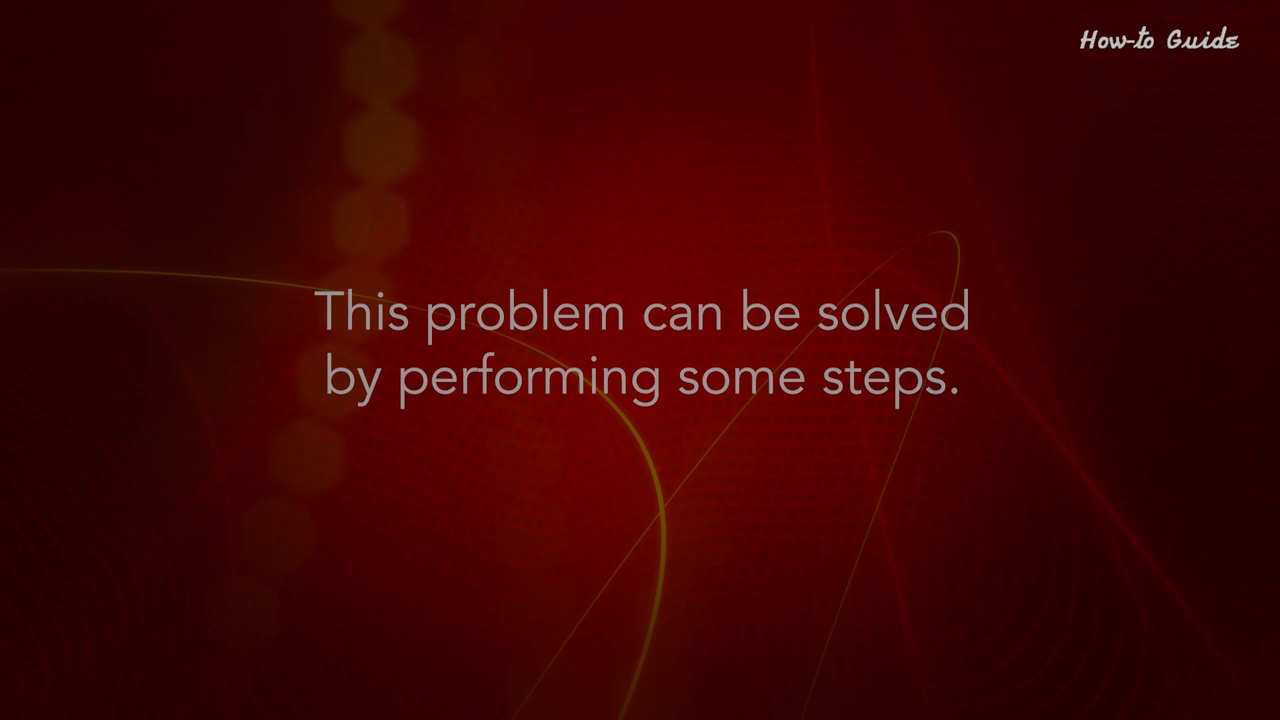 How-to Guide
This problem can be solved
by performing some steps.